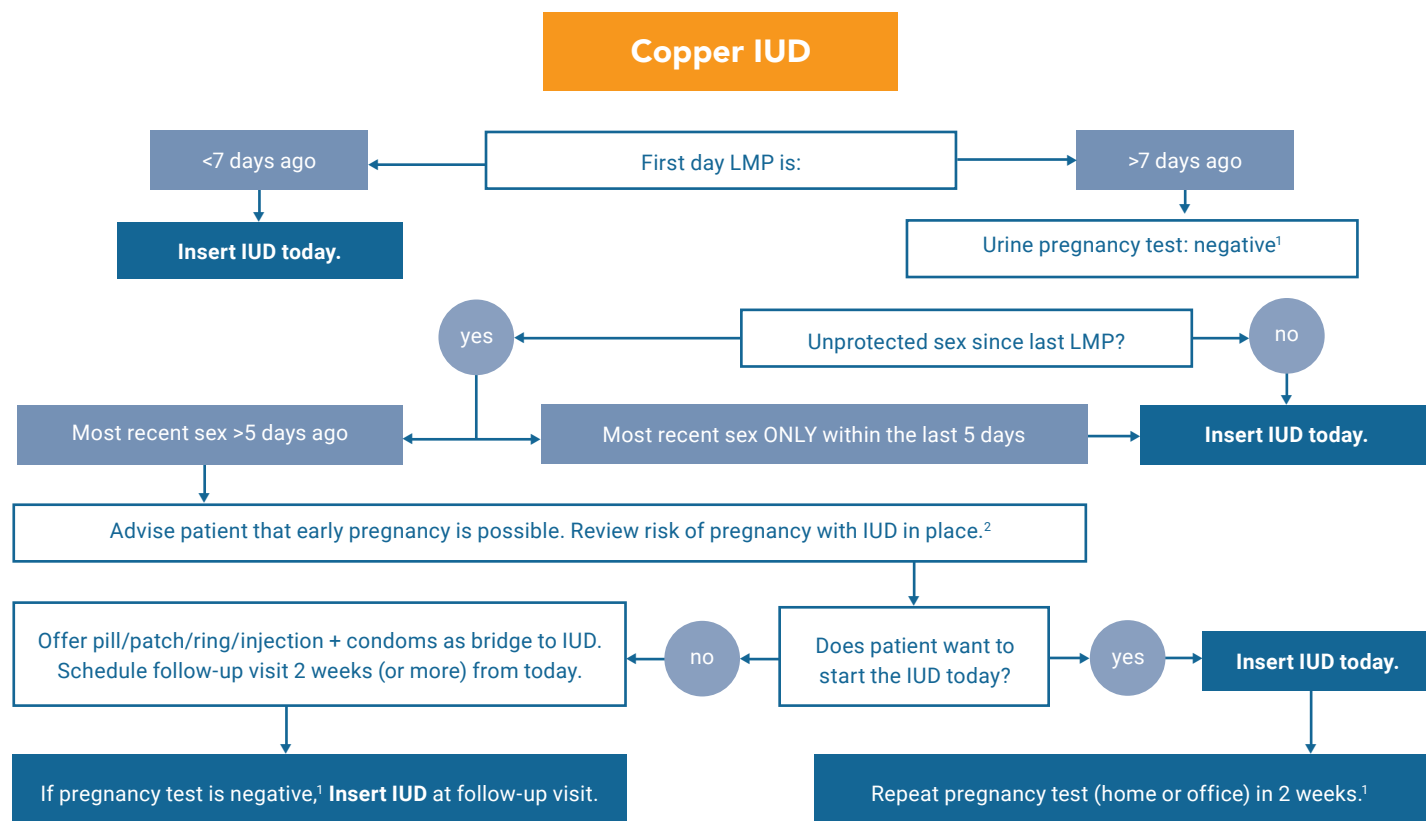 Copper IUD
<7 days ago
First day LMP is:
>7 days ago
Insert IUD today.
Urine pregnancy test: negative¹
yes
Unprotected sex since last LMP?
no
Most recent sex >5 days ago
Most recent sex ONLY within the last 5 days
Insert IUD today.
Advise patient that early pregnancy is possible. Review risk of pregnancy with IUD in place.²
Offer pill/patch/ring/injection + condoms as bridge to IUD.
Schedule follow-up visit 2 weeks (or more) from today.
no
Does patient want to
start the IUD today?
yes
Insert IUD today.
If pregnancy test is negative,¹ Insert IUD at follow-up visit.
Repeat pregnancy test (home or office) in 2 weeks.¹